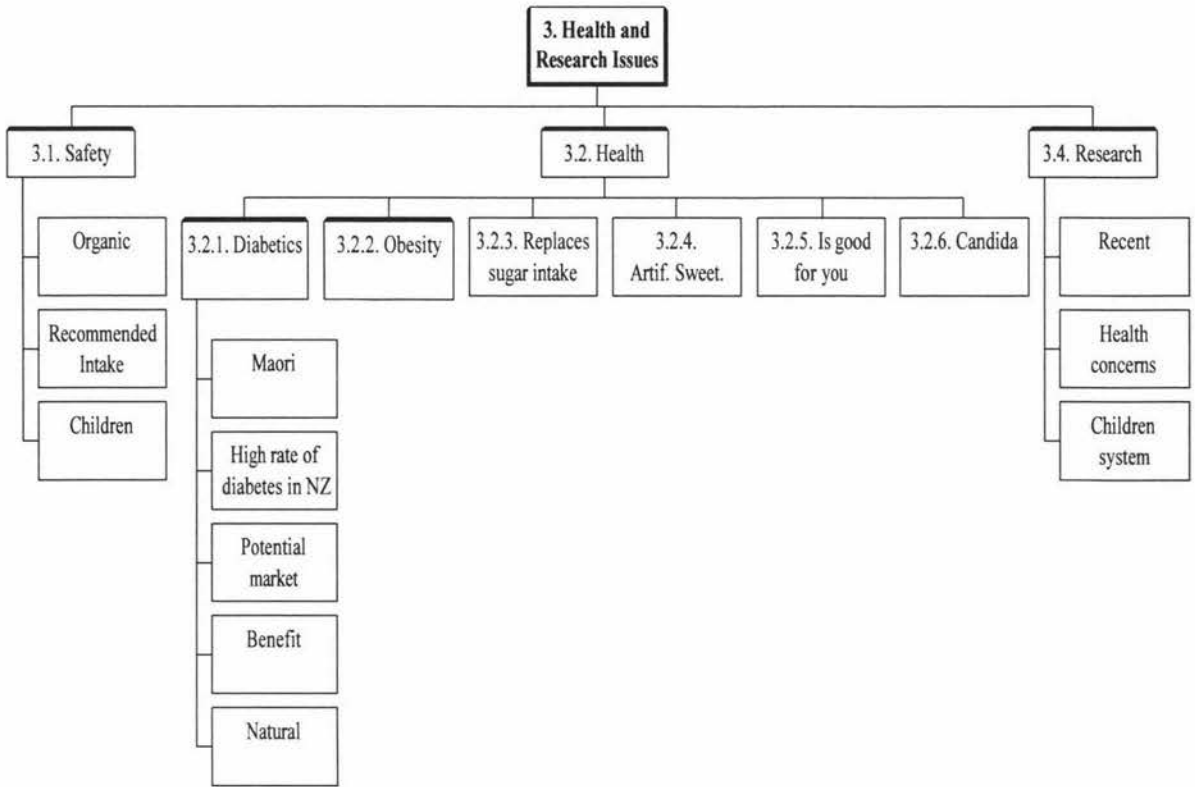 3. Health and
Research Issues
3.1. Safety
3.2. Health
3.4. Research
Organic
Recommended
Intake
Children
3.2.1. Diabetics
3.2.2. Obesity
3.2.3. Replaces
sugar intake
3.2.4.
Artif. Sweet.
3.2.5. Is good
for you
3.2.6. Candida
Maori
High rate of
diabetes in NZ
Potential
market
Benefit
Natural
Recent
Health
concerns
Children
system